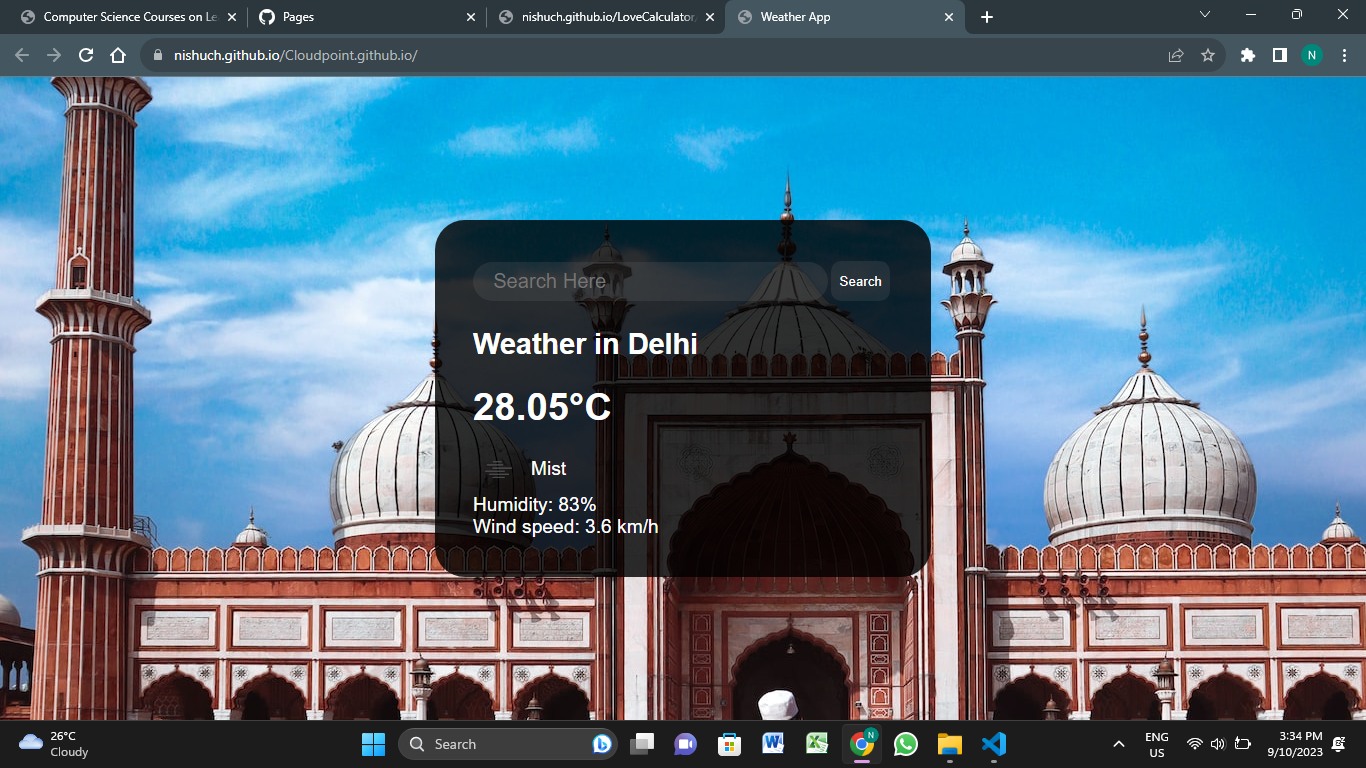 Computer Science Courses on Le
Pages
nishuch.github.io/LoveCalculator/
Weather App
nishuch.github.io/Cloudpoint.github.io/
N
Search Here
Search
Weather in Delhi
28.05°C
Mist
Humidity: 83%
Wind speed: 3.6 km/h
26°C
Cloudy
Search
N
ENG
US
3:34 PM
9/10/2023